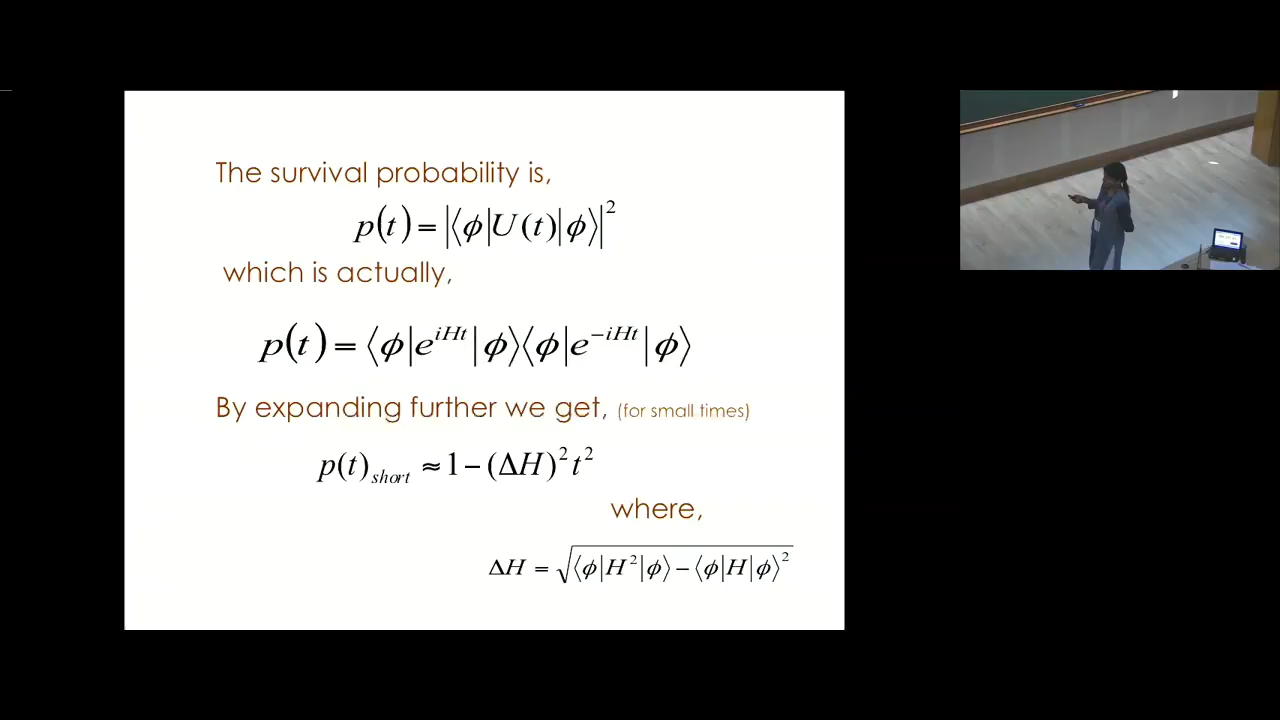 The survival probability is,
p(t) = |⟨ϕ|U(t)|ϕ⟩|²
which is actually,
p(t) = ⟨ϕ|e^{iHt}|ϕ⟩⟨ϕ|e^{−iHt}|ϕ⟩
By expanding further we get, (for small times)
p(t)_{short} ≈ 1 − (ΔH)² t²
where,
ΔH = √(⟨ϕ|H²|ϕ⟩ − ⟨ϕ|H|ϕ⟩²)